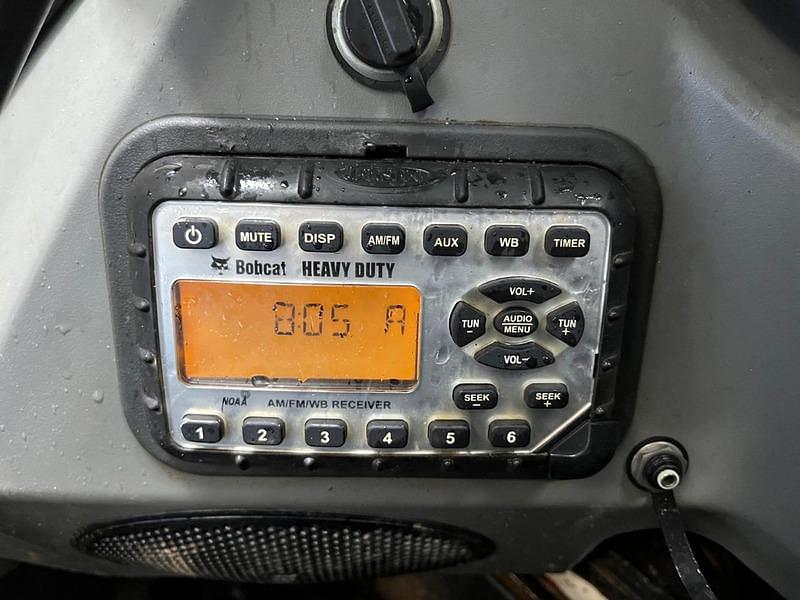 MUTE DISP AM/FM AUX WB TIMER
Bobcat HEAVY DUTY
VOL+
TUN - AUDIO MENU TUN +
VOL-
8:05 A
SEEK - SEEK +
NOAA AM/FM/WB RECEIVER
1 2 3 4 5 6